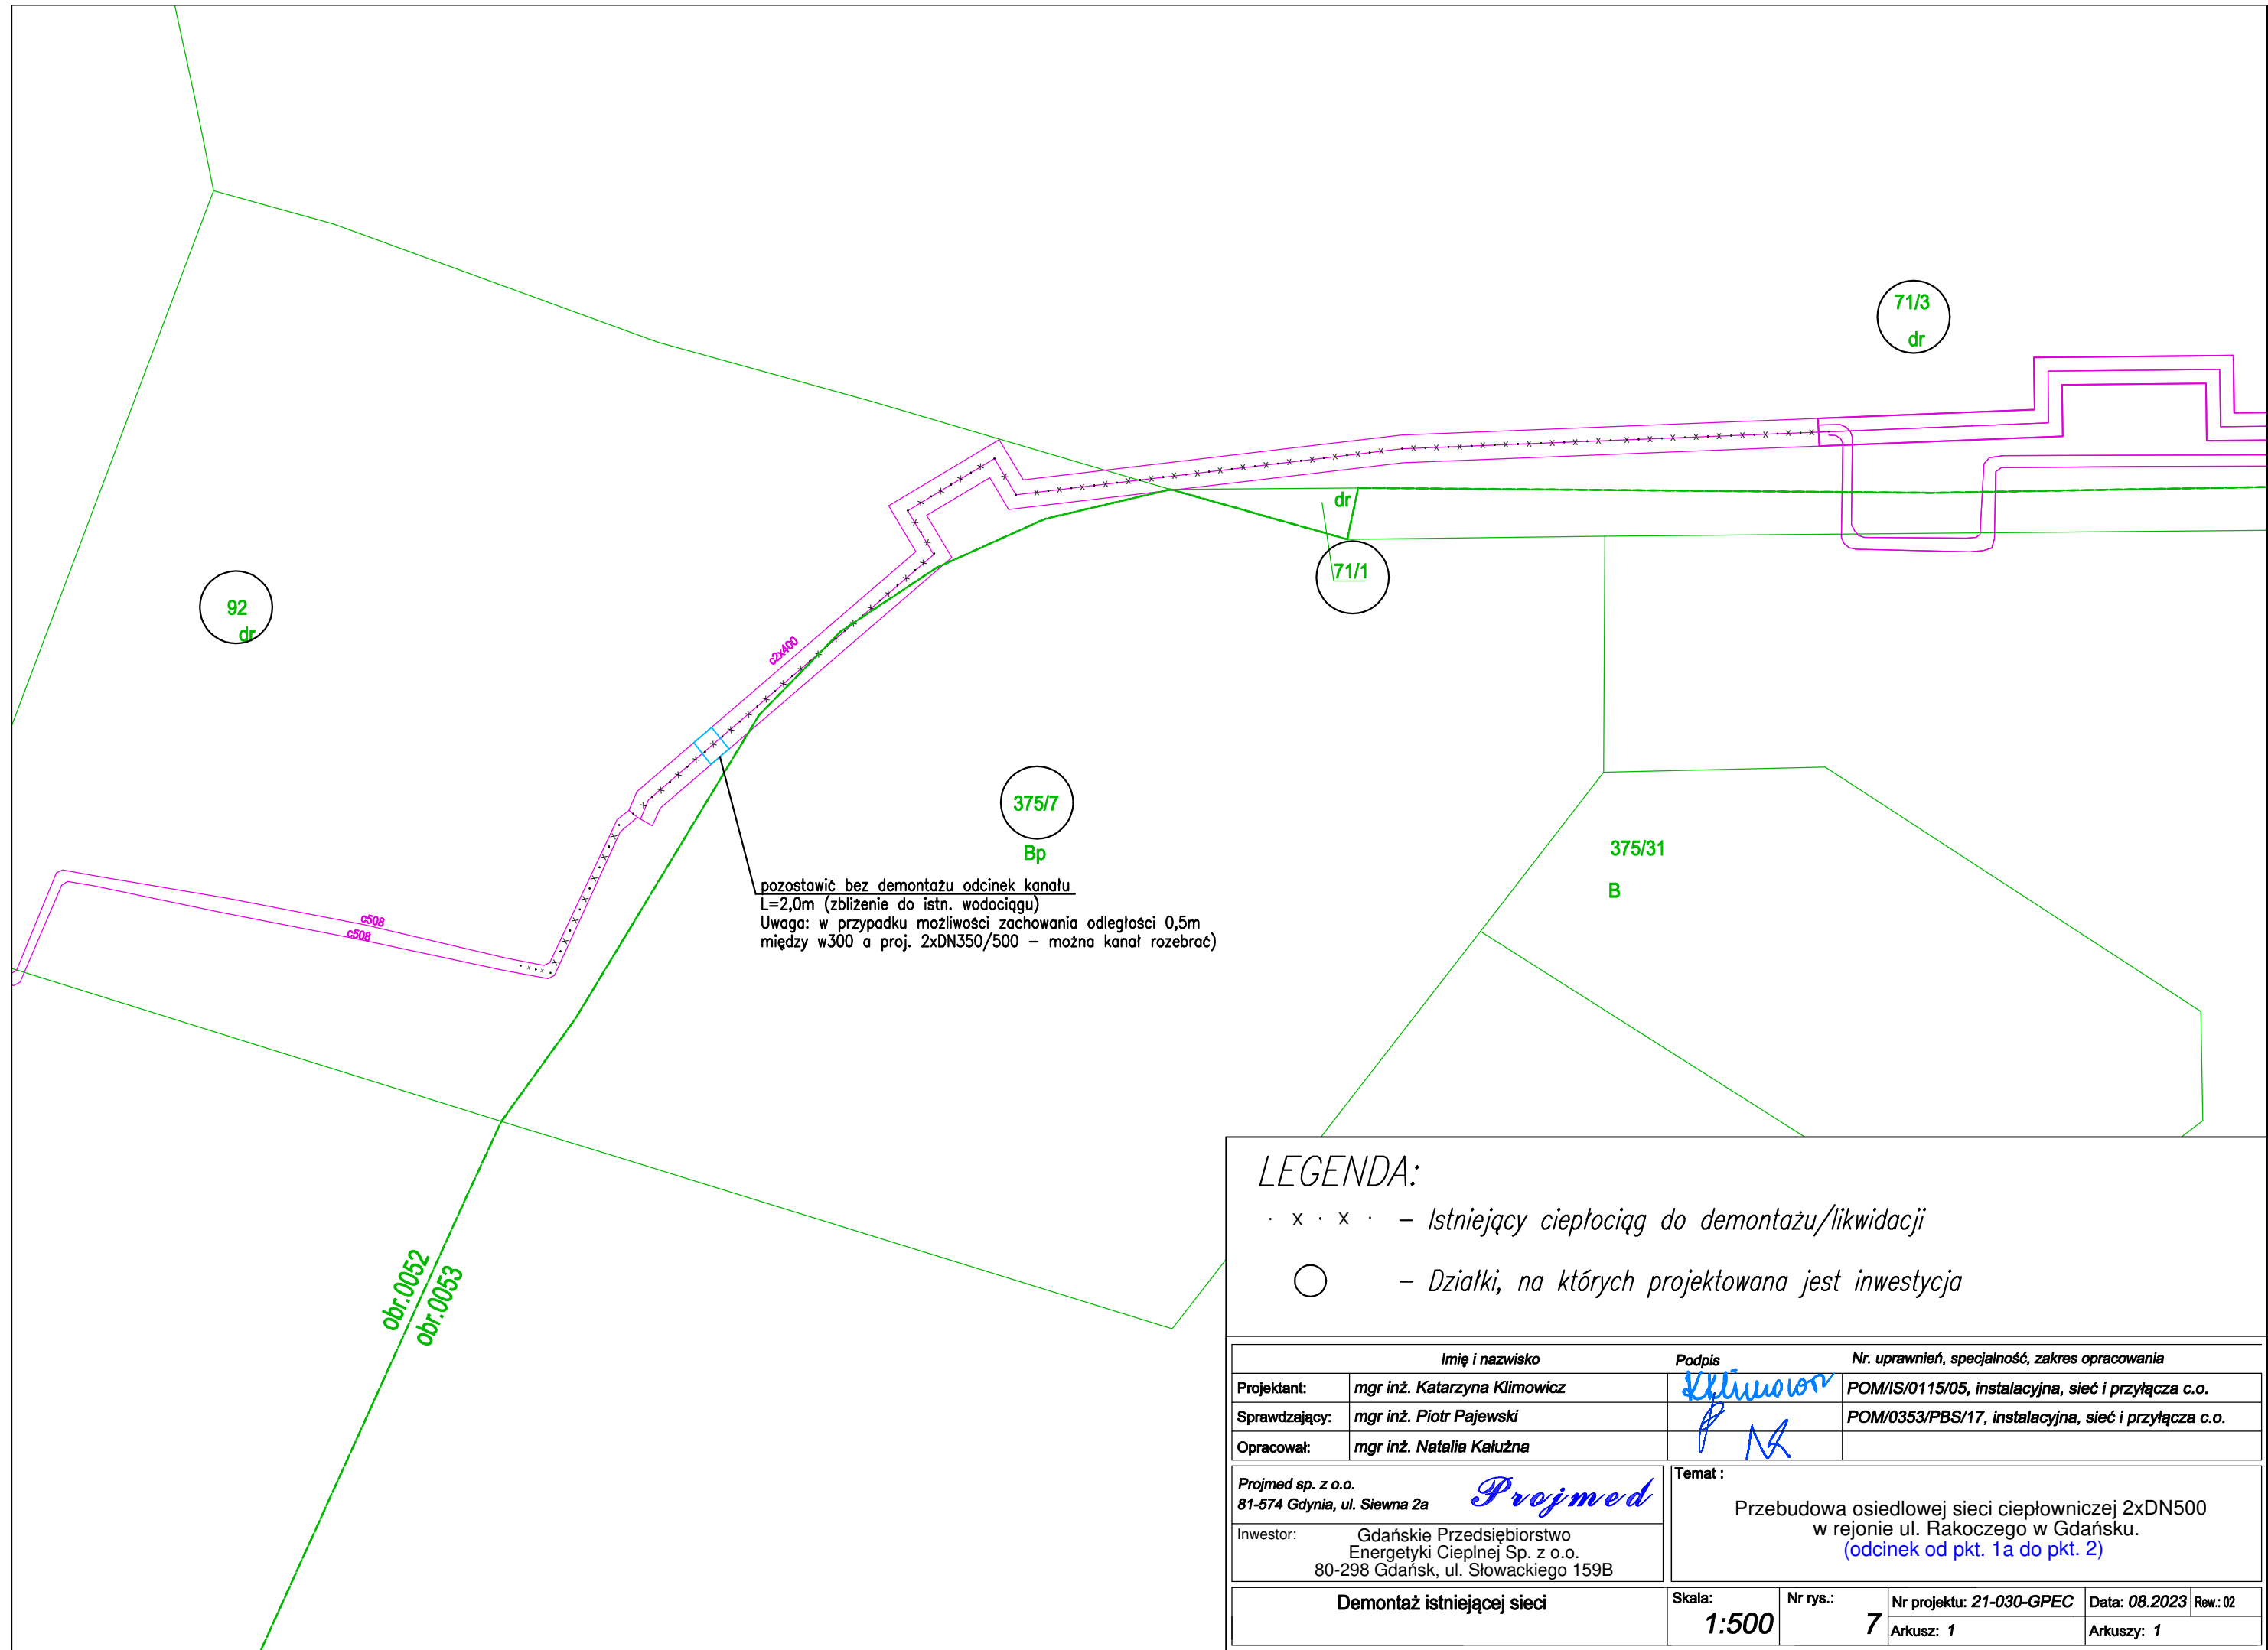 71/3
dr
dr
71/1
92
dr
c2x400
375/7
Bp
375/31
B
pozostawić bez demontażu odcinek kanału
L=2,0m (zbliżenie do istn. wodociągu)
Uwaga: w przypadku możliwości zachowania odległości 0,5m
między w300 a proj. 2xDN350/500 – można kanał rozebrać)
c508
c508
obr.0052
obr.0053
LEGENDA:
· x · x · – Istniejący ciepłociąg do demontażu/likwidacji
– Działki, na których projektowana jest inwestycja
Imię i nazwisko Podpis Nr. uprawnień, specjalność, zakres opracowania
Projektant: mgr inż. Katarzyna Klimowicz POM/IS/0115/05, instalacyjna, sieć i przyłącza c.o.
Sprawdzający: mgr inż. Piotr Pajewski POM/0353/PBS/17, instalacyjna, sieć i przyłącza c.o.
Opracował: mgr inż. Natalia Kałużna
Projmed sp. z o.o.
81-574 Gdynia, ul. Siewna 2a
Projmed
Inwestor: Gdańskie Przedsiębiorstwo
Energetyki Cieplnej Sp. z o.o.
80-298 Gdańsk, ul. Słowackiego 159B
Temat :
Przebudowa osiedlowej sieci ciepłowniczej 2xDN500
w rejonie ul. Rakoczego w Gdańsku.
(odcinek od pkt. 1a do pkt. 2)
Demontaż istniejącej sieci
Skala:
1:500
Nr rys.:
7
Nr projektu: 21-030-GPEC
Data: 08.2023
Rew.: 02
Arkusz: 1
Arkuszy: 1